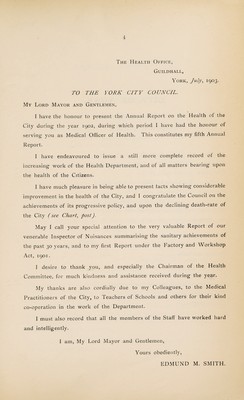 4
THE HEALTH OFFICE,
GUILDHALL,
YORK, July, 1903.
TO THE YORK CITY COUNCIL.
MY LORD MAYOR AND GENTLEMEN,
I have the honour to present the Annual Report on the Health of the
City during the year 1902, during which period I have had the honour of
serving you as Medical Officer of Health. This constitutes my fifth Annual
Report.
I have endeavoured to issue a still more complete record of the
increasing work of the Health Department, and of all matters bearing upon
the health of the Citizens.
I have much pleasure in being able to present facts showing considerable
improvement in the health of the City, and I congratulate the Council on the
achievements of its progressive policy, and upon the declining death-rate of
the City (see Chart, post).
May I call your special attention to the very valuable Report of our
venerable Inspector of Nuisances summarising the sanitary achievements of
the past 30 years, and to my first Report under the Factory and Workshop
Act, 1901.
I desire to thank you, and especially the Chairman of the Health
Committee, for much kindness and assistance received during the year.
My thanks are also cordially due to my Colleagues, to the Medical
Practitioners of the City, to Teachers of Schools and others for their kind
co-operation in the work of the Department.
I must also record that all the members of the Staff have worked hard
and intelligently.
I am, My Lord Mayor and Gentlemen,
Yours obediently,
EDMUND M. SMITH.